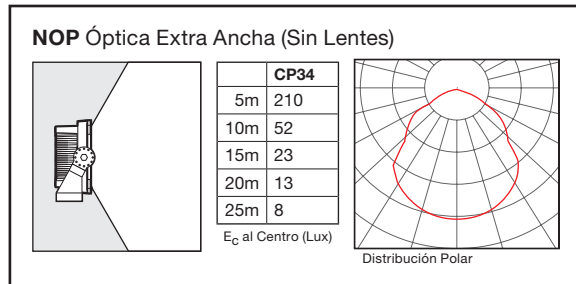 NOP Óptica Extra Ancha (Sin Lentes)
CP34
5m 210
10m 52
15m 23
20m 13
25m 8
EC al Centro (Lux)
Distribución Polar